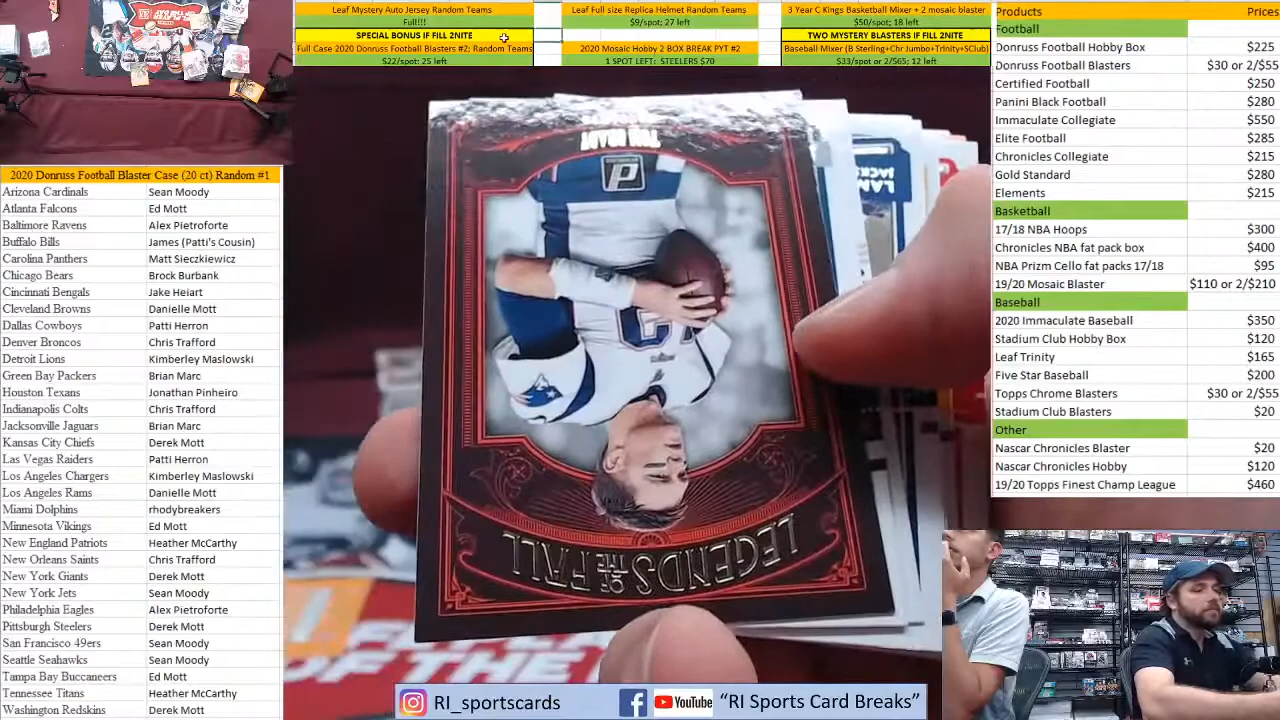 Leaf Mystery Auto Jersey Random Teams
Full!!!
SPECIAL BONUS IF FILL 2NITE
Full Case 2020 Donruss Football Blasters #2; Random Teams
$22/spot: 25 left
Leaf Full size Replica Helmet Random Teams
$9/spot; 27 left
2020 Mosaic Hobby 2 BOX BREAK PYT #2
1 SPOT LEFT: STEELERS $70
3 Year C Kings Basketball Mixer + 2 mosaic blaster
$50/spot; 18 left
TWO MYSTERY BLASTERS IF FILL 2NITE
Baseball Mixer (B Sterling+Chr Jumbo+Trinity+SClub)
$33/spot or 2/$65; 12 left
Products Prices
Football
Donruss Football Hobby Box $225
Donruss Football Blasters $30 or 2/$55
Certified Football $250
Panini Black Football $280
Immaculate Collegiate $550
Elite Football $285
Chronicles Collegiate $215
Gold Standard $280
Elements $215
Basketball
17/18 NBA Hoops $300
Chronicles NBA fat pack box $400
NBA Prizm Cello fat packs 17/18 $95
19/20 Mosaic Blaster $110 or 2/$210
Baseball
2020 Immaculate Baseball $350
Stadium Club Hobby Box $120
Leaf Trinity $165
Five Star Baseball $200
Topps Chrome Blasters $30 or 2/$55
Stadium Club Blasters $20
Other
Nascar Chronicles Blaster $20
Nascar Chronicles Hobby $120
19/20 Topps Finest Champ League $460
2020 Donruss Football Blaster Case (20 ct) Random #1
Arizona Cardinals Sean Moody
Atlanta Falcons Ed Mott
Baltimore Ravens Alex Pietroforte
Buffalo Bills James (Patti's Cousin)
Carolina Panthers Matt Sieczkiewicz
Chicago Bears Brock Burbank
Cincinnati Bengals Jake Heiart
Cleveland Browns Danielle Mott
Dallas Cowboys Patti Herron
Denver Broncos Chris Trafford
Detroit Lions Kimberley Maslowski
Green Bay Packers Brian Marc
Houston Texans Jonathan Pinheiro
Indianapolis Colts Chris Trafford
Jacksonville Jaguars Brian Marc
Kansas City Chiefs Derek Mott
Las Vegas Raiders Patti Herron
Los Angeles Chargers Kimberley Maslowski
Los Angeles Rams Danielle Mott
Miami Dolphins rhodybreakers
Minnesota Vikings Ed Mott
New England Patriots Heather McCarthy
New Orleans Saints Chris Trafford
New York Giants Derek Mott
New York Jets Sean Moody
Philadelphia Eagles Alex Pietroforte
Pittsburgh Steelers Derek Mott
San Francisco 49ers Sean Moody
Seattle Seahawks Sean Moody
Tampa Bay Buccaneers Ed Mott
Tennessee Titans Heather McCarthy
Washington Redskins Derek Mott
TOM BRADY
P
LEGENDS OF THE FALL
RI_sportscards
YouTube
"RI Sports Card Breaks"